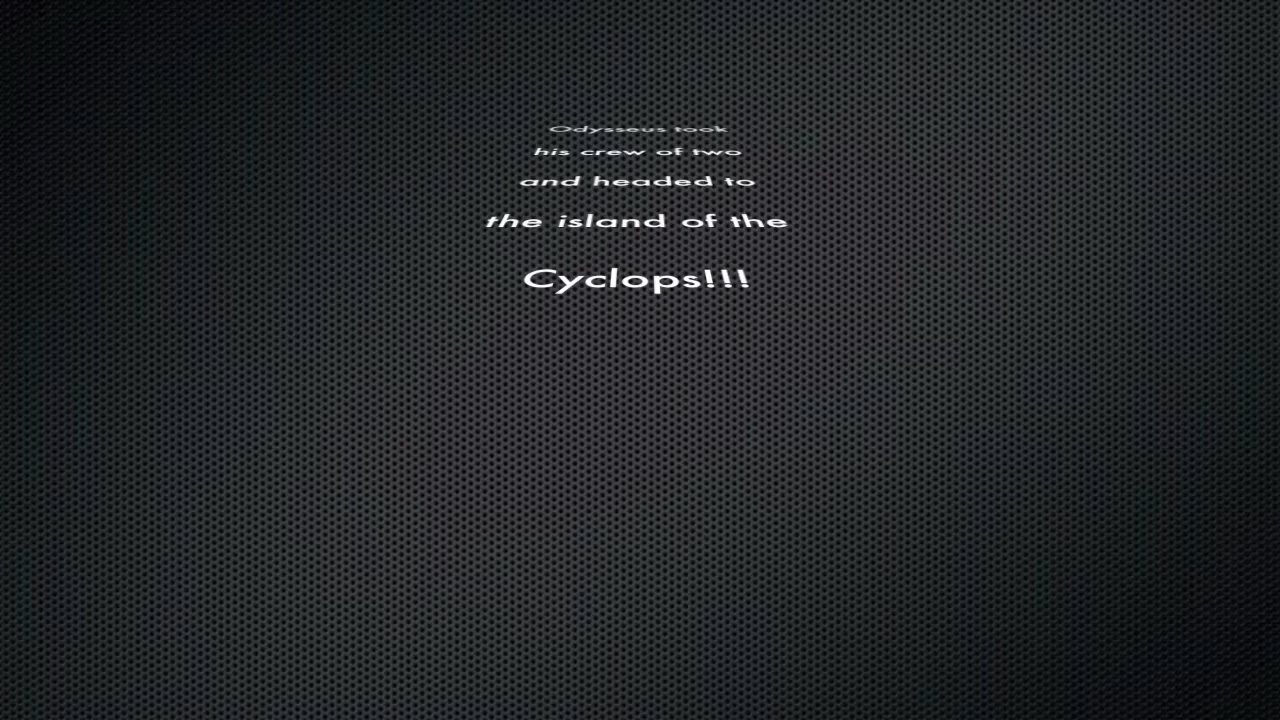 Odysseus took
his crew of two
and headed to
the island of the
Cyclops!!!